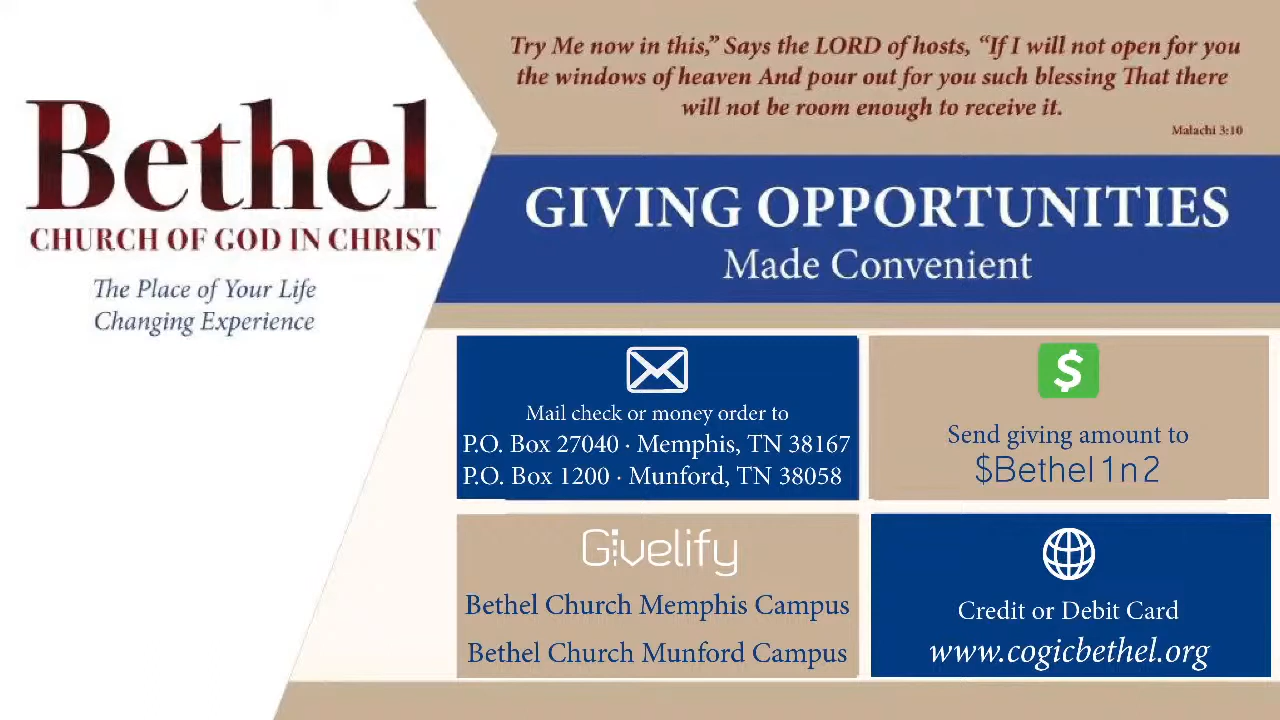 Bethel
CHURCH OF GOD IN CHRIST
The Place of Your Life
Changing Experience
Try Me now in this,” Says the LORD of hosts, “If I will not open for you
the windows of heaven And pour out for you such blessing That there
will not be room enough to receive it.
Malachi 3:10
GIVING OPPORTUNITIES
Made Convenient
Mail check or money order to
P.O. Box 27040 · Memphis, TN 38167
P.O. Box 1200 · Munford, TN 38058
$
Send giving amount to
$Bethel1n2
Givelify
Bethel Church Memphis Campus
Bethel Church Munford Campus
Credit or Debit Card
www.cogicbethel.org